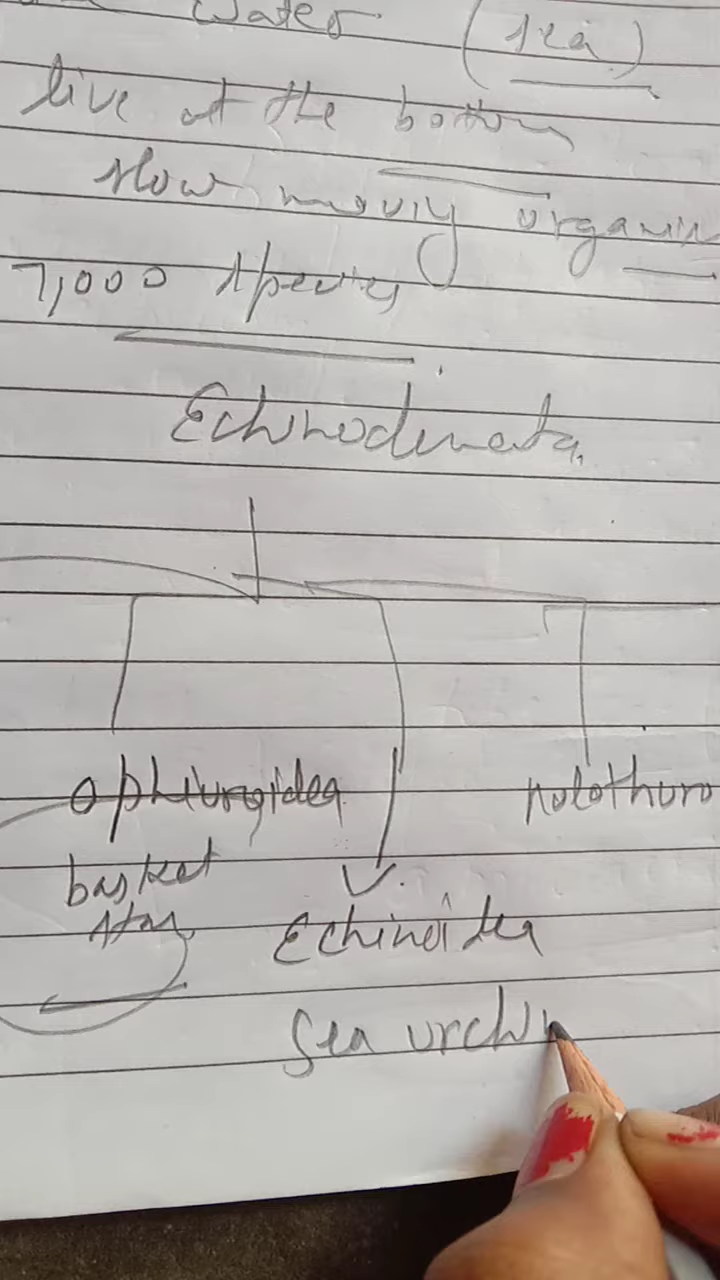 Water (sea)
live at the bottom
slow moving organis
7,000 species
Echinodermata
ophiuroidea
holothuro
basket
star
Echinoidea
Sea urchin